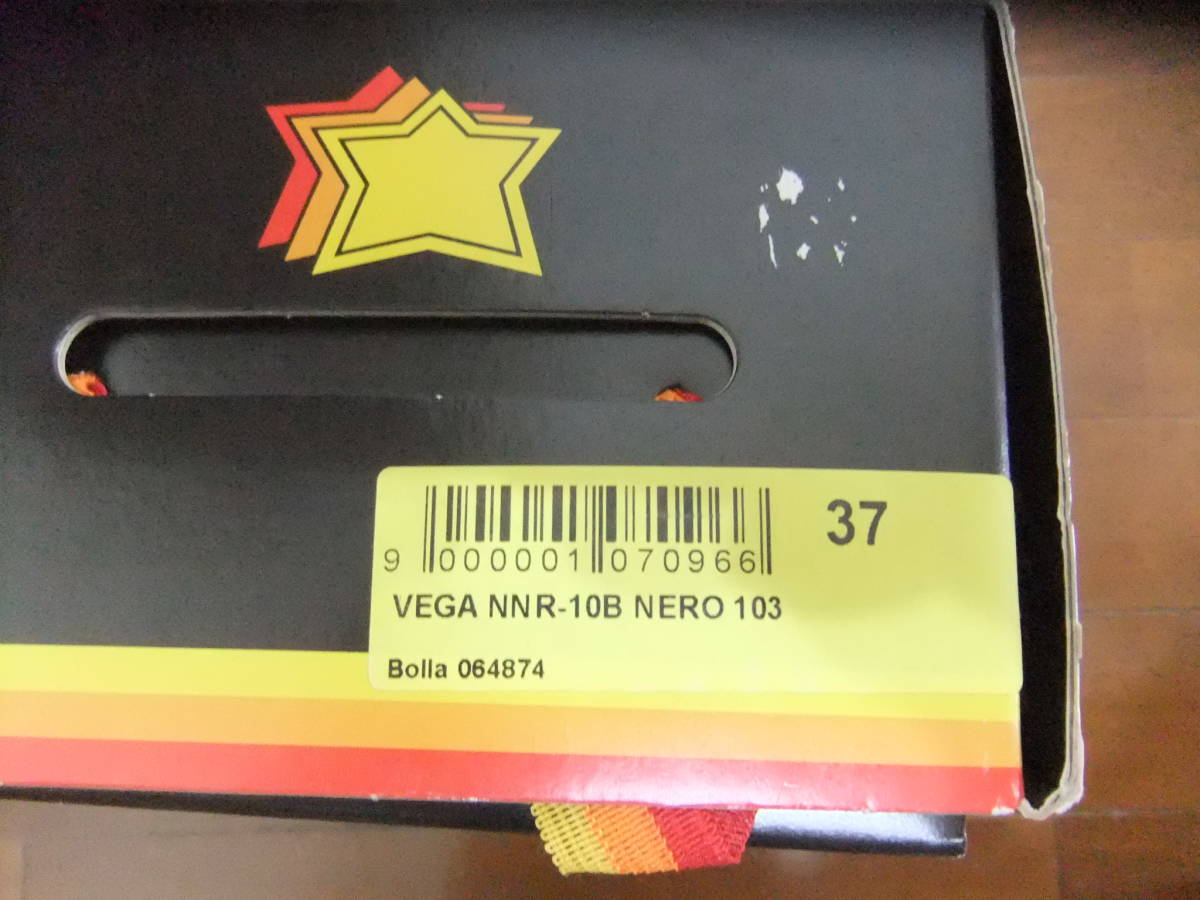 37
9 000001 070966
VEGA NNR-10B NERO 103
Bolla 064874